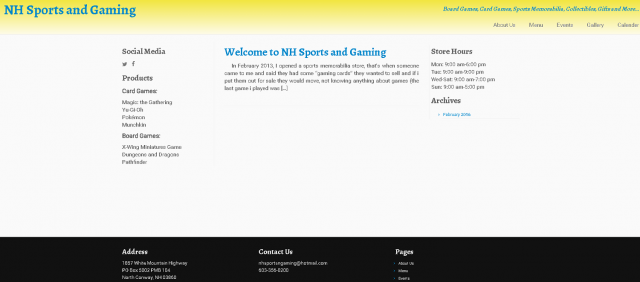 NH Sports and Gaming
Board Games, Card Games, Sports Memorabilia, Collectibles, Gifts and More...
About Us Menu Events Gallery Calendar
Social Media
Products
Card Games:
Magic: the Gathering
Yu-Gi-Oh
Pokémon
Munchkin
Board Games:
X-Wing Miniatures Game
Dungeons and Dragons
Pathfinder
Welcome to NH Sports and Gaming
In February 2013, I opened a sports memorabilia store, that's when someone
came to me and said they had some "gaming cards" they wanted to sell and if I
put them out for sale they would move, not knowing anything about games (the
last game I played was [...]
Store Hours
Mon: 9:00 am-6:00 pm
Tue: 9:00 am-9:00 pm
Wed-Sat: 9:00 am-7:00 pm
Sun: 9:00 am-5:00 pm
Archives
February 2016
Address
1857 White Mountain Highway
PO Box 5002 PMB 104
North Conway, NH 03860
Contact Us
nhsportsngaming@hotmail.com
603-356-0200
Pages
About Us
Menu
Events